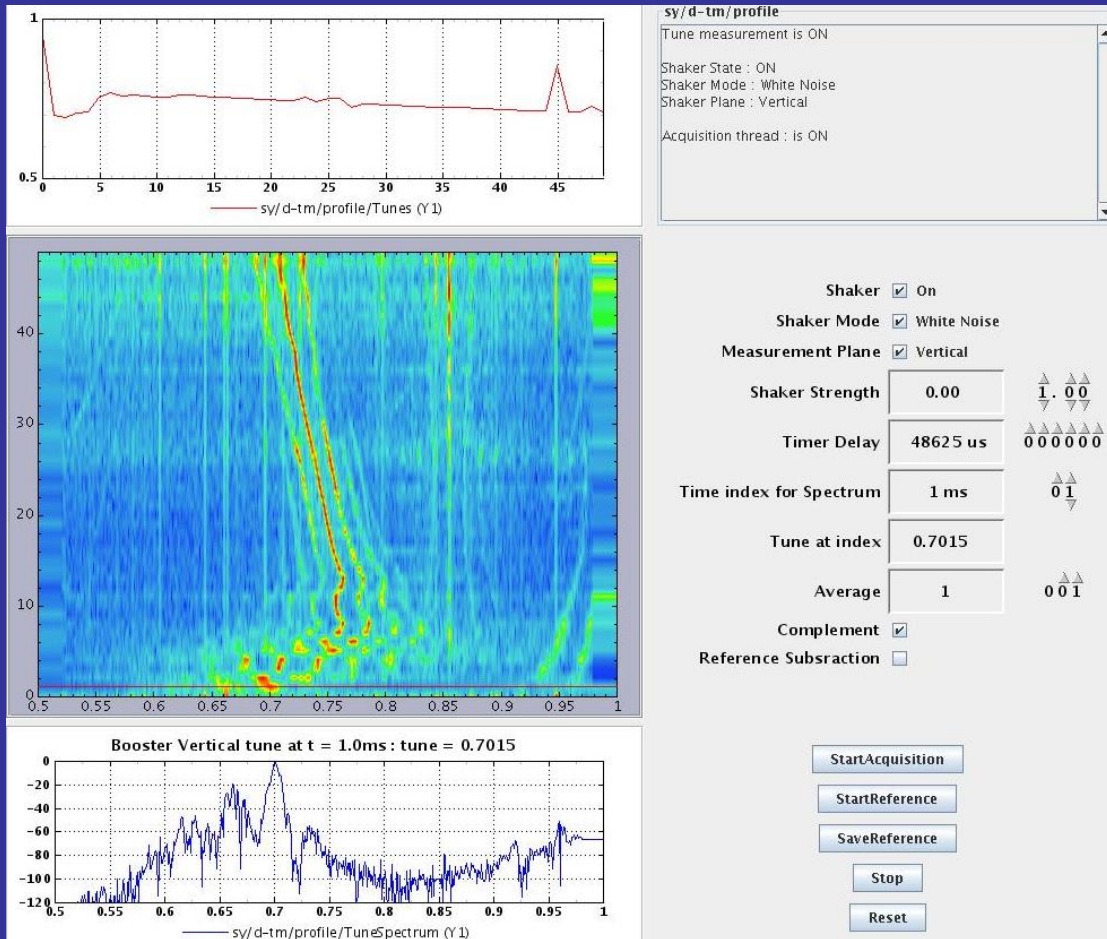 1
0.5
0 5 10 15 20 25 30 35 40 45
sy/d-tm/profile/Tunes (Y1)
sy/d-tm/profile
Tune measurement is ON
Shaker State : ON
Shaker Mode : White Noise
Shaker Plane : Vertical
Acquisition thread : is ON
40
30
20
10
0
0.5 0.55 0.6 0.65 0.7 0.75 0.8 0.85 0.9 0.95 1
Shaker On
Shaker Mode White Noise
Measurement Plane Vertical
Shaker Strength 0.00 1.00
Timer Delay 48625 us 000000
Time index for Spectrum 1 ms 01
Tune at index 0.7015
Average 1 001
Complement
Reference Subsraction
Booster Vertical tune at t = 1.0ms : tune = 0.7015
0
-20
-40
-60
-80
-100
-120
0.5 0.55 0.6 0.65 0.7 0.75 0.8 0.85 0.9 0.95 1
sy/d-tm/profile/TuneSpectrum (Y1)
StartAcquisition
StartReference
SaveReference
Stop
Reset